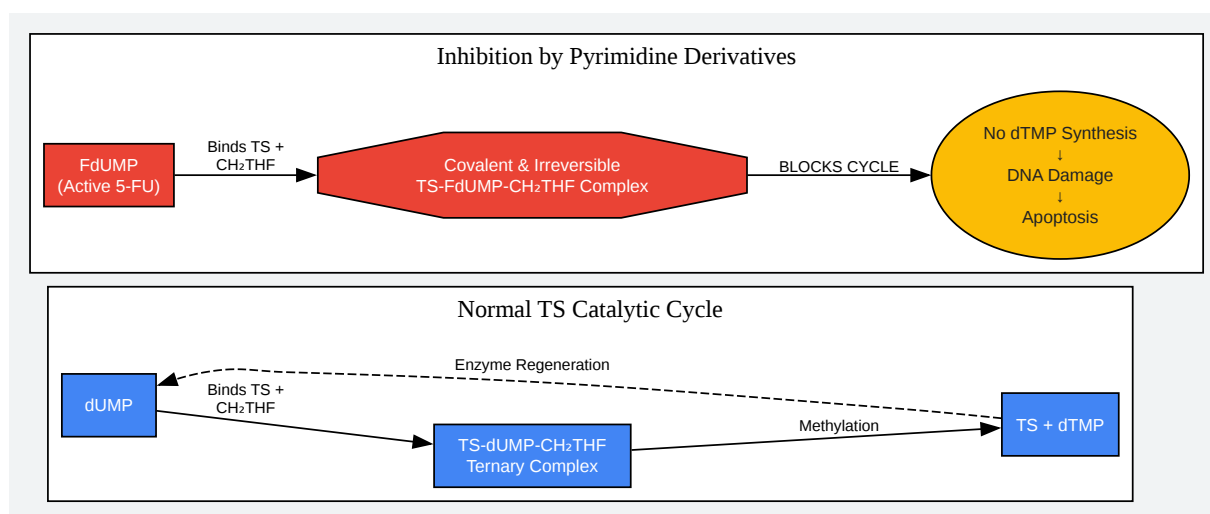 Inhibition by Pyrimidine Derivatives
FdUMP
(Active 5-FU)
Binds TS +
CH₂THF
Covalent & Irreversible
TS-FdUMP-CH₂THF Complex
BLOCKS CYCLE
No dTMP Synthesis
↓
DNA Damage
↓
Apoptosis
Normal TS Catalytic Cycle
dUMP
Binds TS +
CH₂THF
Enzyme Regeneration
TS-dUMP-CH₂THF
Ternary Complex
Methylation
TS + dTMP